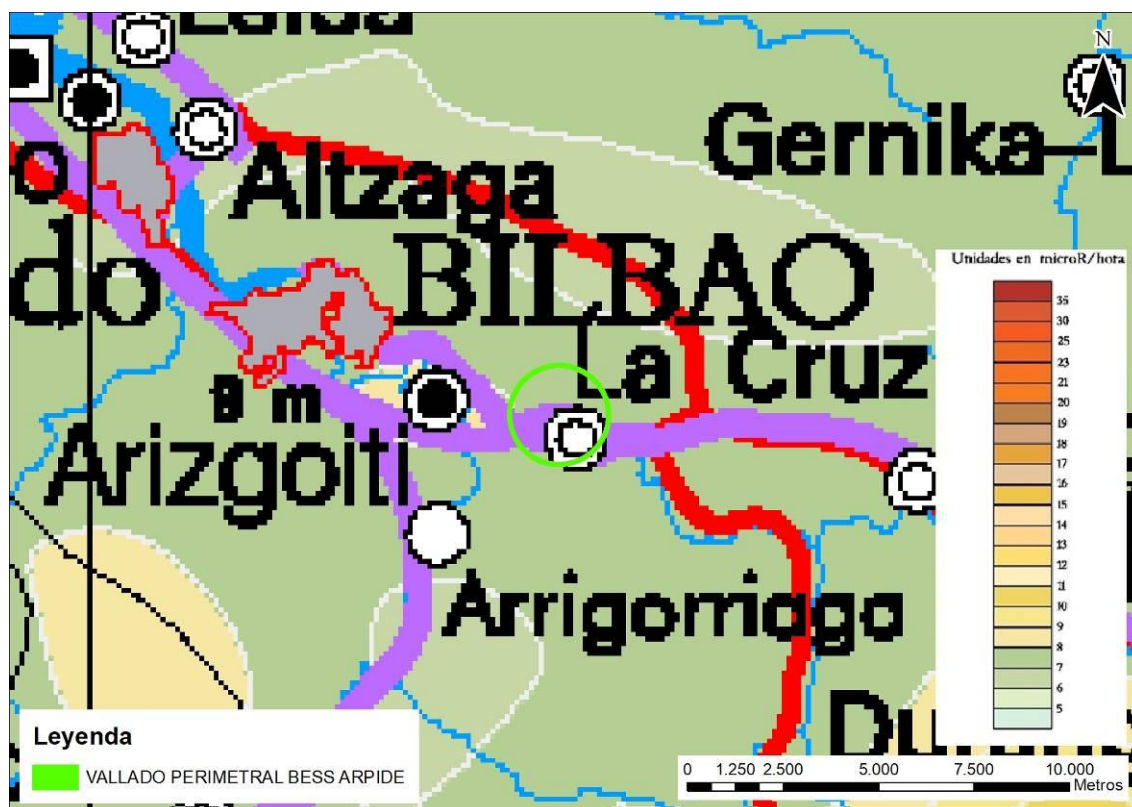 N
Gernika-L
Altzaga
BILBAO
do
La Cruz
9 m
Arizgoiti
Arrigorriaga
Unidades en microR/hora
35
30
25
23
21
20
19
18
17
16
15
14
13
12
11
10
9
8
7
6
5
Leyenda
VALLADO PERIMETRAL BESS ARPIDE
0 1.250 2.500 5.000 7.500 10.000
Metros